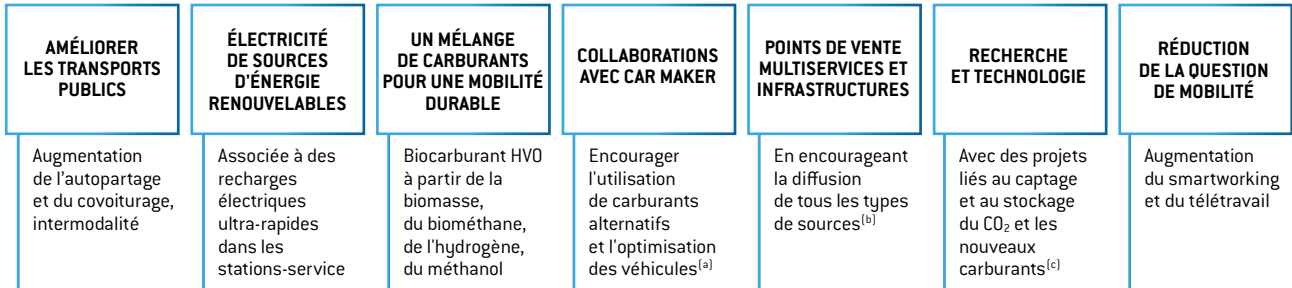 AMÉLIORER
LES TRANSPORTS
PUBLICS
Augmentation
de l'autopartage
et du covoiturage,
intermodalité
ÉLECTRICITÉ
DE SOURCES
D'ÉNERGIE
RENOUVELABLES
Associée à des
recharges
électriques
ultra-rapides
dans les
stations-service
UN MÉLANGE
DE CARBURANTS
POUR UNE MOBILITÉ
DURABLE
Biocarburant HVO
à partir de la
biomasse,
du biométhane,
de l'hydrogène,
du méthanol
COLLABORATIONS
AVEC CAR MAKER
Encourager
l'utilisation
de carburants
alternatifs
et l'optimisation
des véhicules(a)
POINTS DE VENTE
MULTISERVICES ET
INFRASTRUCTURES
En encourageant
la diffusion
de tous les types
de sources(b)
RECHERCHE
ET TECHNOLOGIE
Avec des projets
liés au captage
et au stockage
du CO₂ et les
nouveaux
carburants(c)
RÉDUCTION
DE LA QUESTION
DE MOBILITÉ
Augmentation
du smartworking
et du télétravail